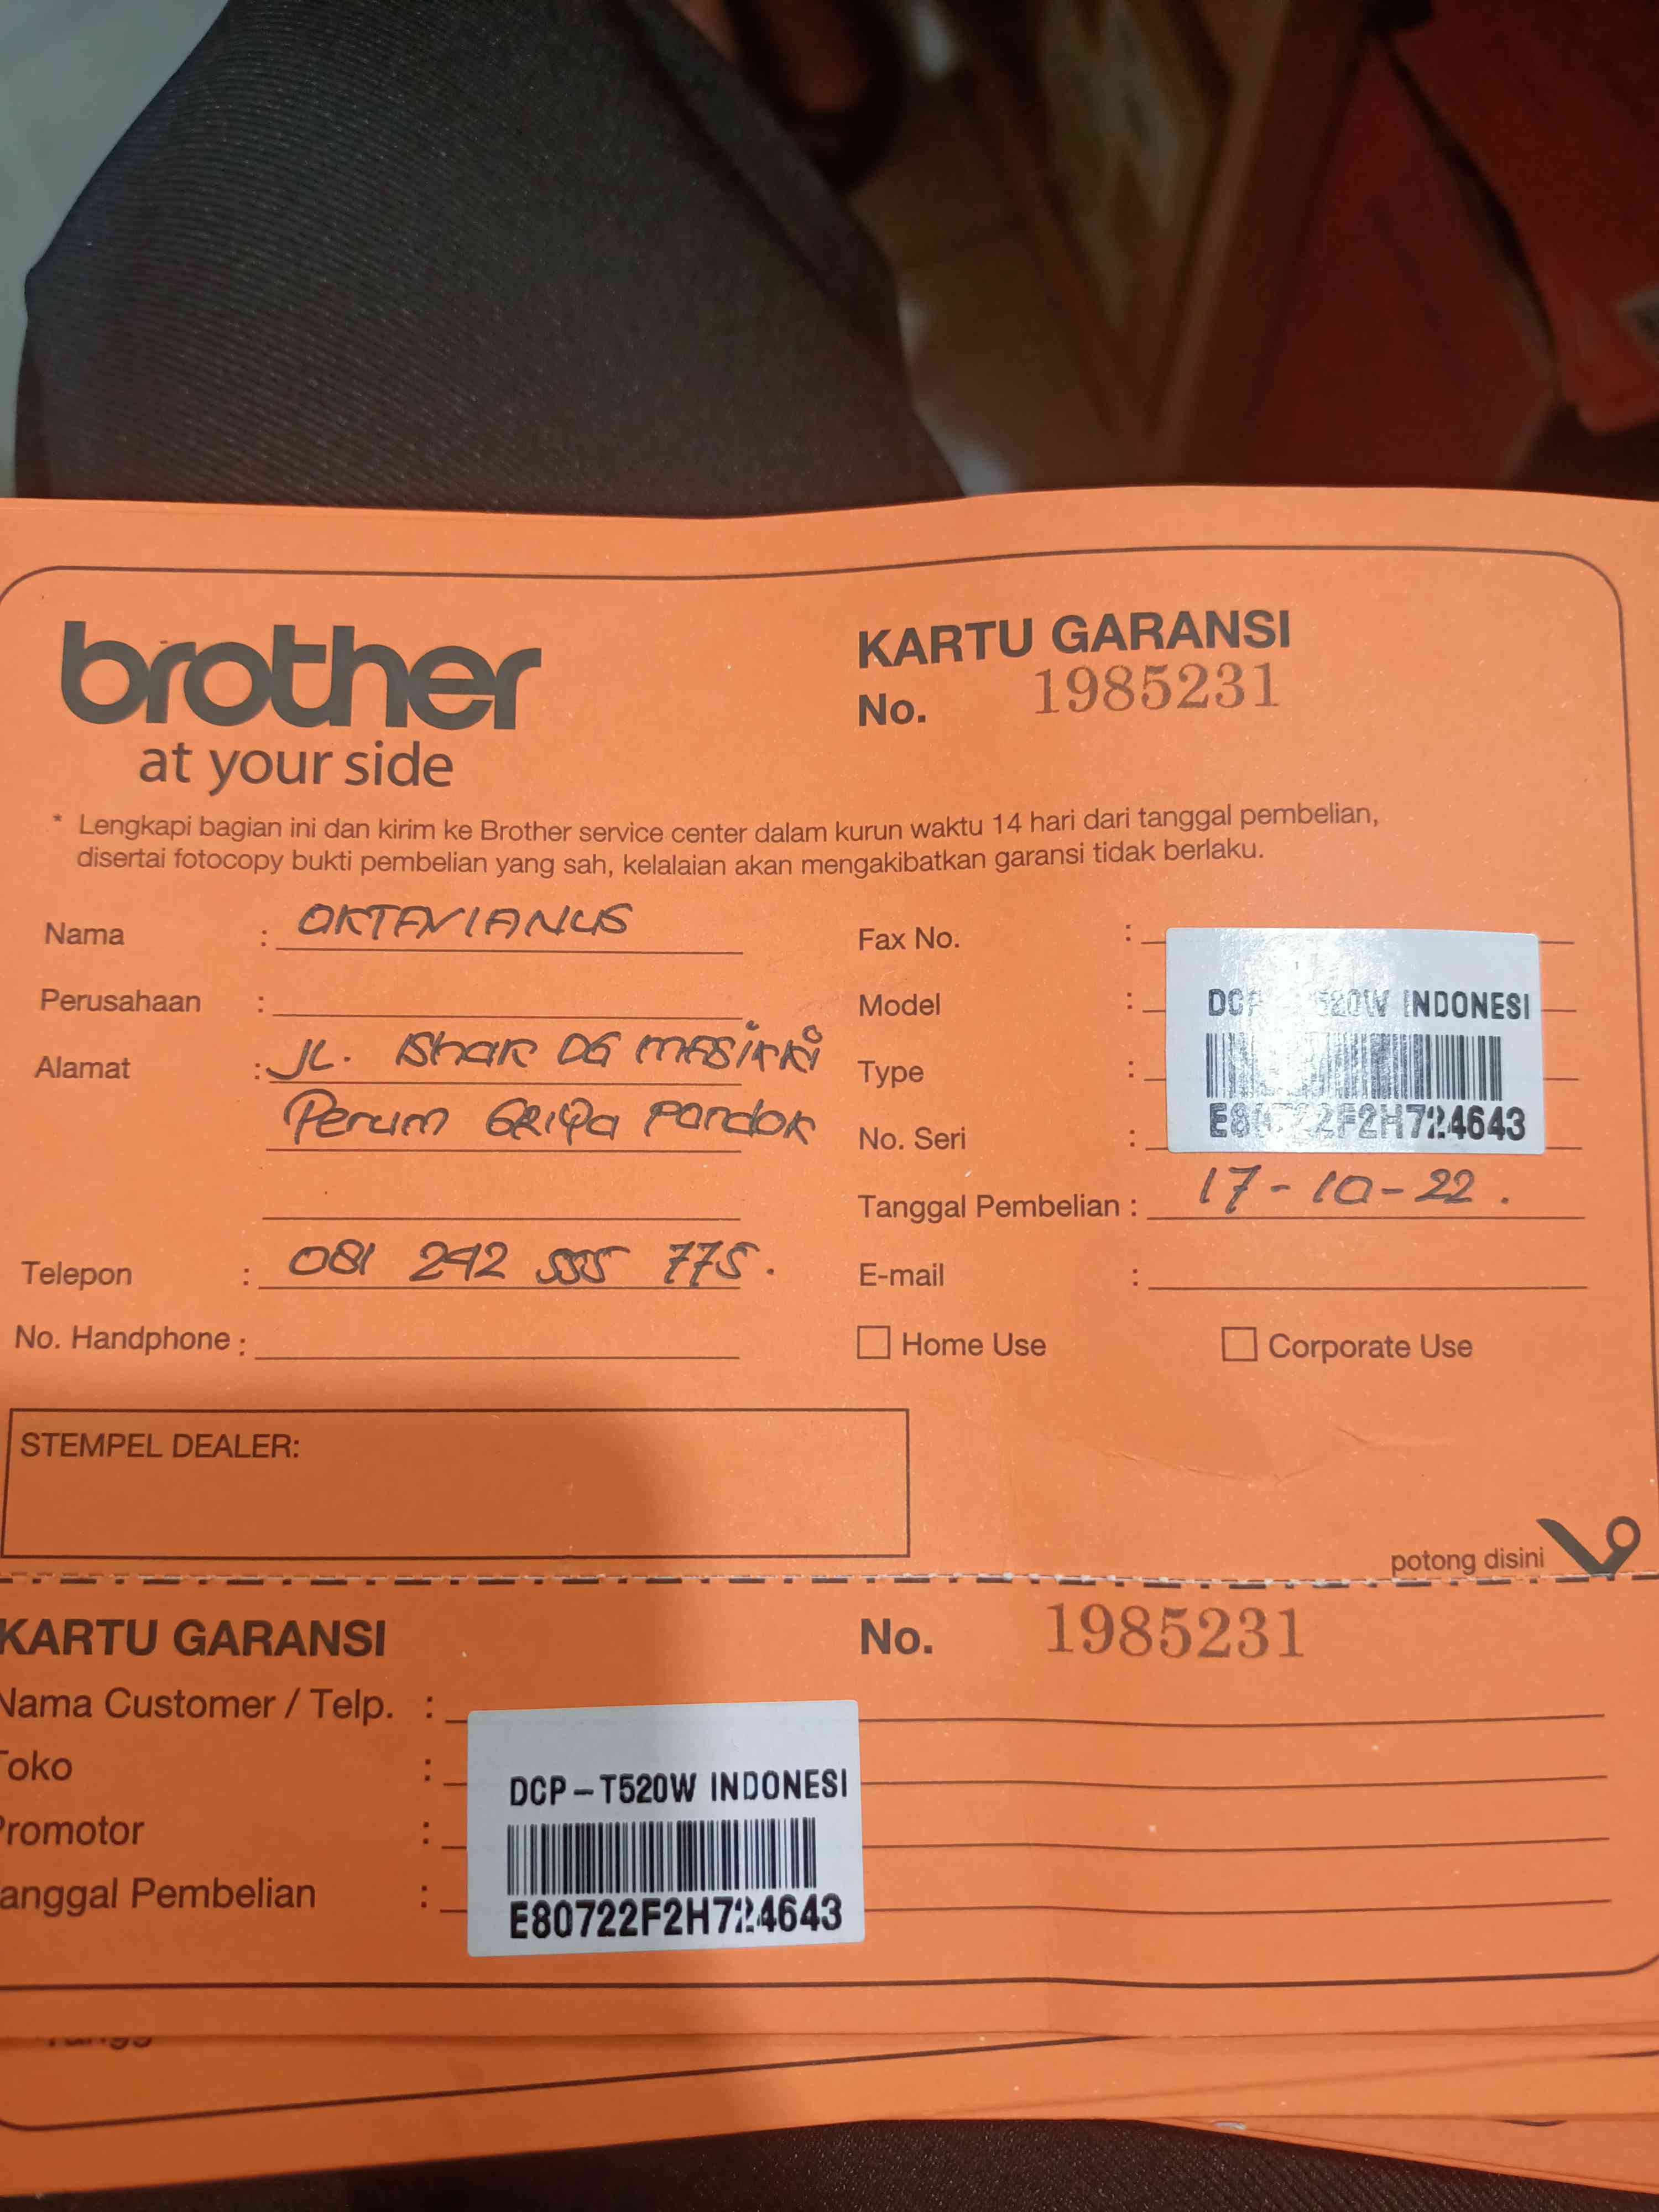 brother
at your side
KARTU GARANSI
No. 1985231
* Lengkapi bagian ini dan kirim ke Brother service center dalam kurun waktu 14 hari dari tanggal pembelian,
disertai fotocopy bukti pembelian yang sah, kelalaian akan mengakibatkan garansi tidak berlaku.
Nama : OKTAVIANUS
Perusahaan :
Alamat : JL. ISHAK DG MASIKKI
Perum GRIYA PONDOK
Telepon : 081 242 555 775.
No. Handphone :
Fax No. :
Model : DCP 520W INDONESI
Type :
No. Seri : E80722F2H724643
Tanggal Pembelian : 17-10-22.
E-mail :
Home Use
Corporate Use
STEMPEL DEALER:
potong disini
KARTU GARANSI
No. 1985231
Nama Customer / Telp. :
Toko :
Promotor :
anggal Pembelian :
DCP-T520W INDONESI
E80722F2H724643